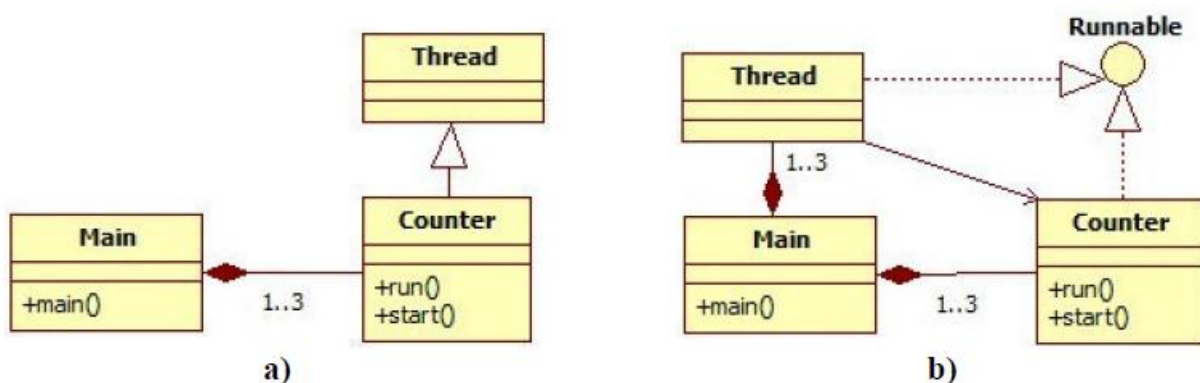 Thread
Main
+main()
1..3
Counter
+run()
+start()
a)
Runnable
Thread
1..3
Main
+main()
1..3
Counter
+run()
+start()
b)